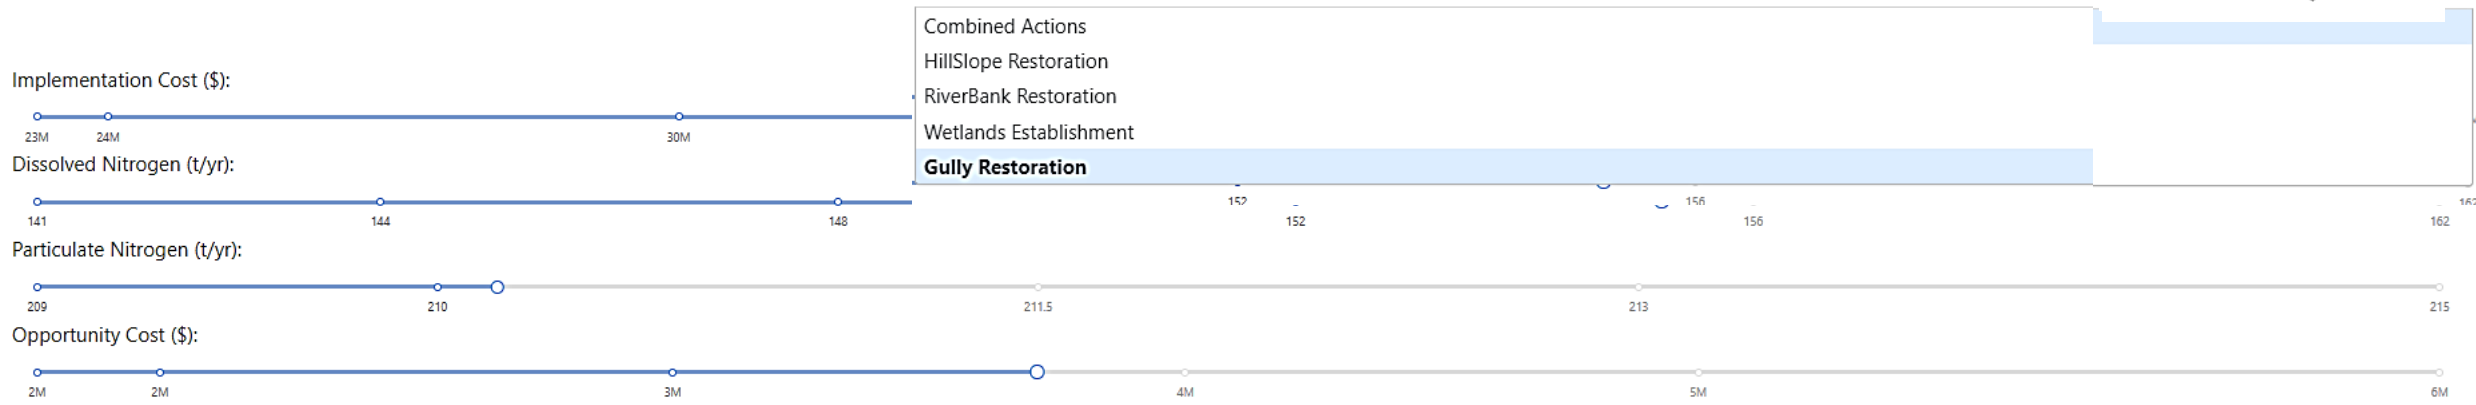 Combined Actions
HillSlope Restoration
Implementation Cost ($):
RiverBank Restoration
23M 24M 30M
Wetlands Establishment
Dissolved Nitrogen (t/yr):
Gully Restoration
152 156
141 144 148 152 156 162
Particulate Nitrogen (t/yr):
209 210 211.5 213 215
Opportunity Cost ($):
2M 2M 3M 4M 5M 6M